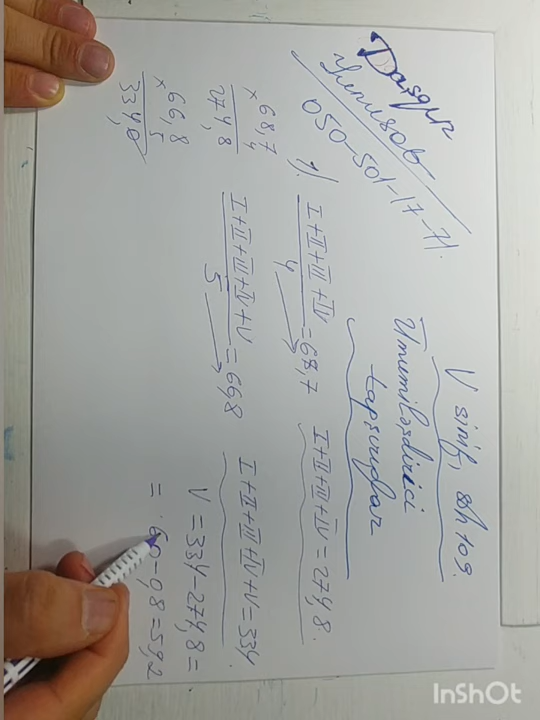 V sinif, səh 109.
Ümumiləşdirici
tapşırıqlar
050-501-17-71.
1). I+II+III+IV / 4 = 68,7
I+II+III+IV = 274,8.
I+II+III+IV+V / 5 = 66,8
I+II+III+IV+V = 334.
V = 334-274,8 =
= 60-0,8 = 59,2
× 68,7
4
274,8
× 66,8
5
334,0
InShOt